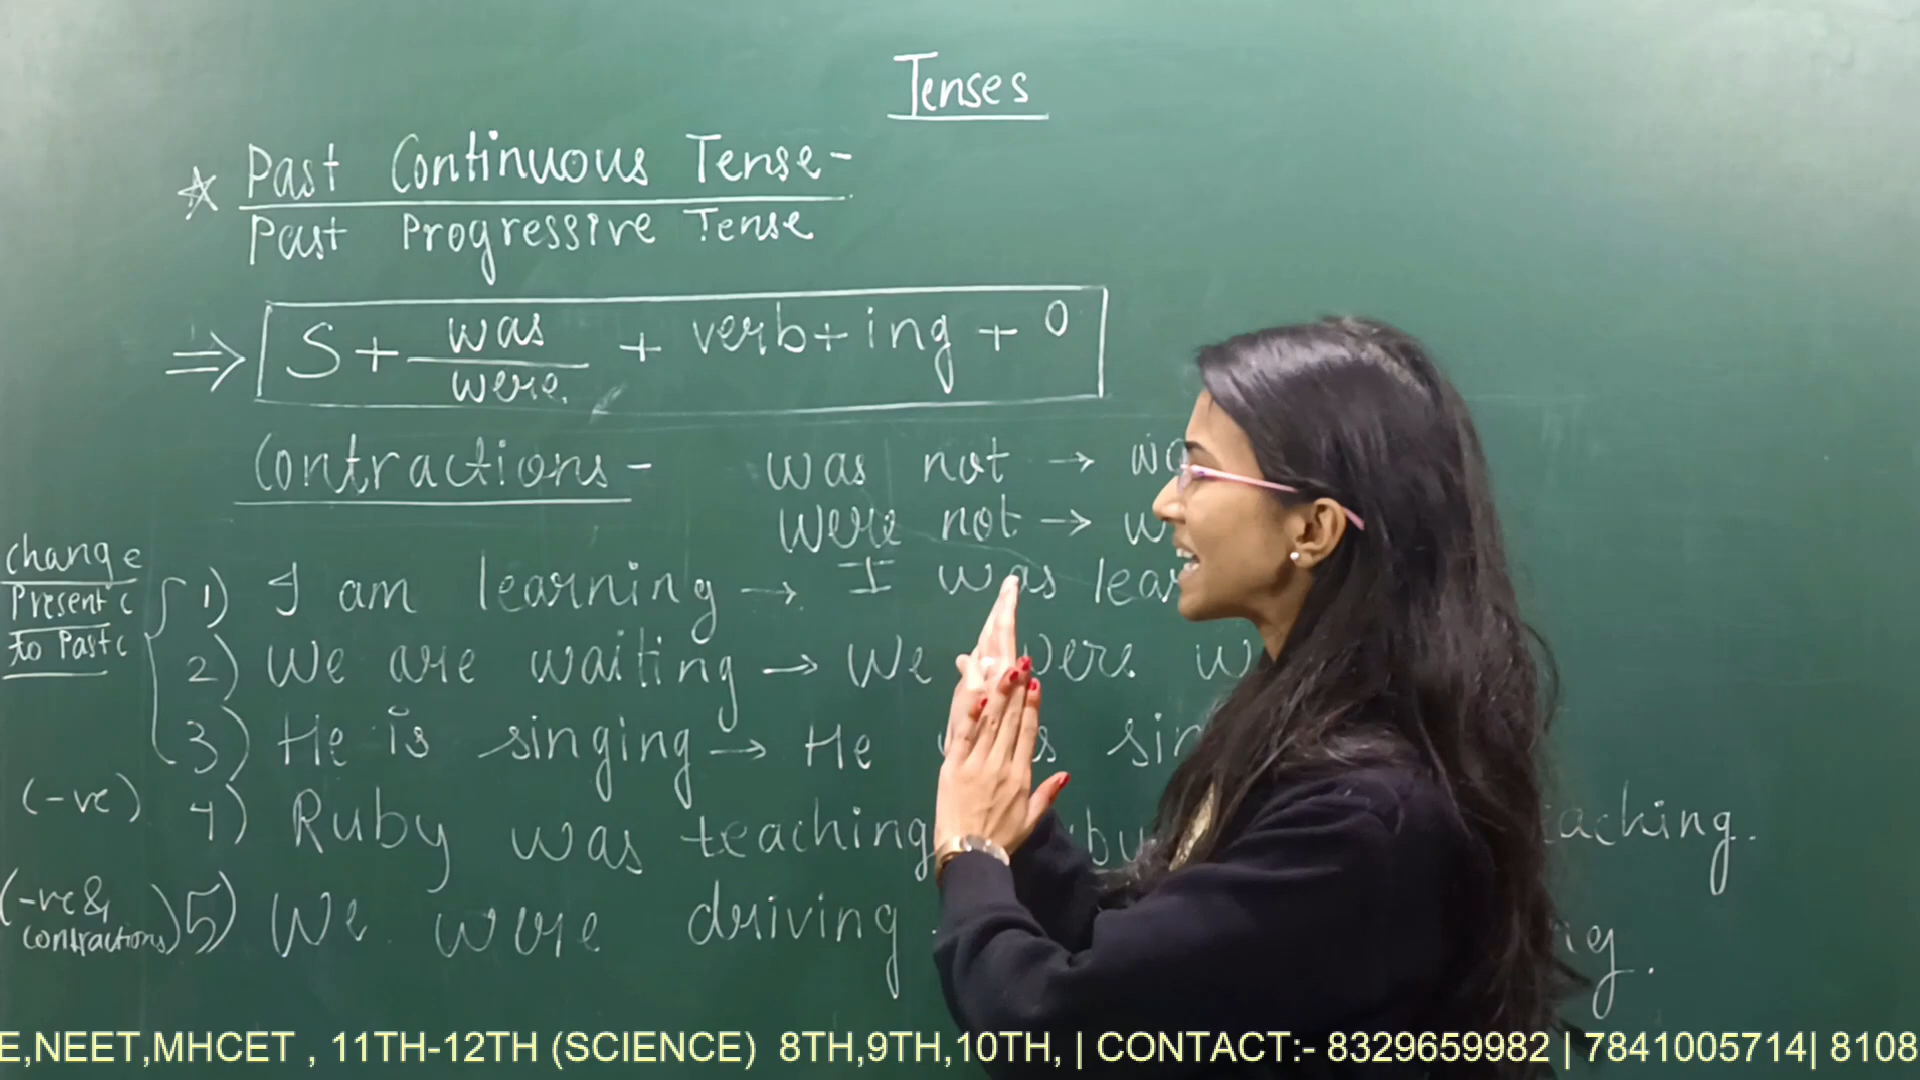 Tenses
☆ Past Continuous Tense-
Past Progressive Tense
⇒ S + was/were. + verb+ing + O
Contractions - was not →
were not →
change
Present c
to Past c
1) I am learning → I was
2) We are waiting → We were
3) He is singing → He
(-ve) 4) Ruby was teaching
teaching.
(-ve &
contractions) 5) We were driving
E,NEET,MHCET , 11TH-12TH (SCIENCE) 8TH,9TH,10TH, | CONTACT:- 8329659982 | 7841005714| 8108